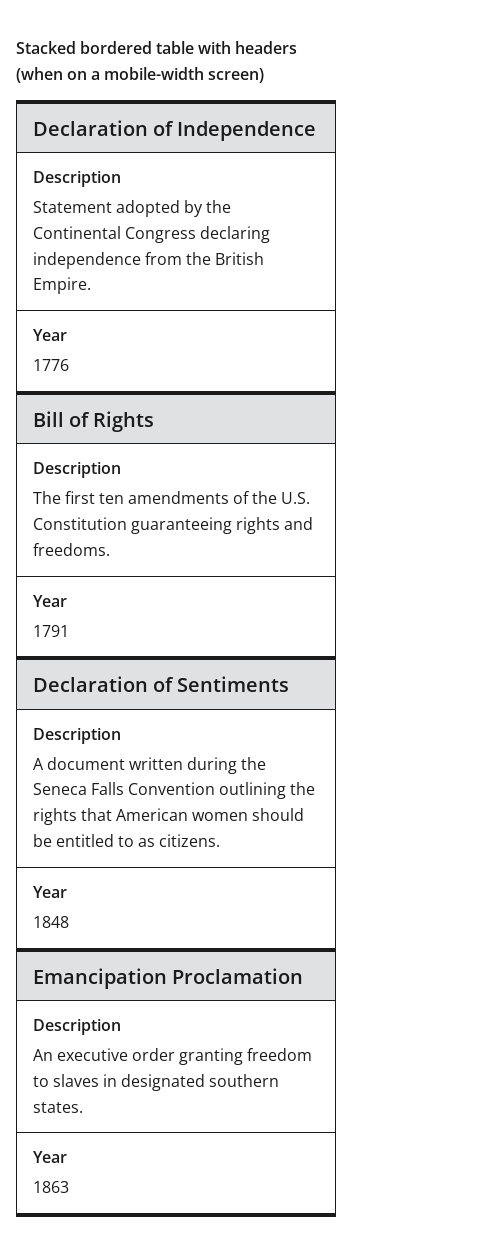 Stacked bordered table with headers
(when on a mobile-width screen)
Declaration of Independence
Description
Statement adopted by the
Continental Congress declaring
independence from the British
Empire.
Year
1776
Bill of Rights
Description
The first ten amendments of the U.S.
Constitution guaranteeing rights and
freedoms.
Year
1791
Declaration of Sentiments
Description
A document written during the
Seneca Falls Convention outlining the
rights that American women should
be entitled to as citizens.
Year
1848
Emancipation Proclamation
Description
An executive order granting freedom
to slaves in designated southern
states.
Year
1863